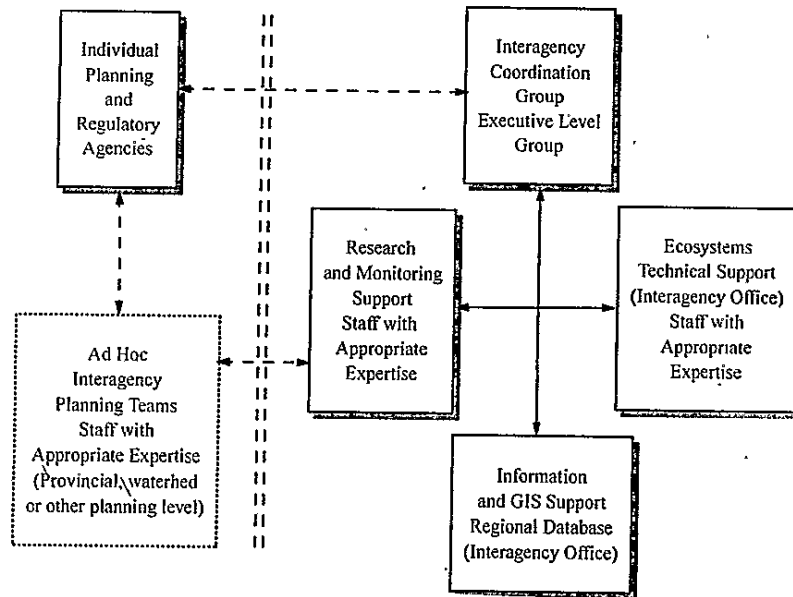 Individual
Planning
and
Regulatory
Agencies
Interagency
Coordination
Group
Executive Level
Group
Research
and Monitoring
Support
Staff with
Appropriate
Expertise
Ecosystems
Technical Support
(Interagency Office)
Staff with
Appropriate
Expertise
Ad Hoc
Interagency
Planning Teams
Staff with
Appropriate Expertise
(Provincial, watershed
or other planning level)
Information
and GIS Support
Regional Database
(Interagency Office)